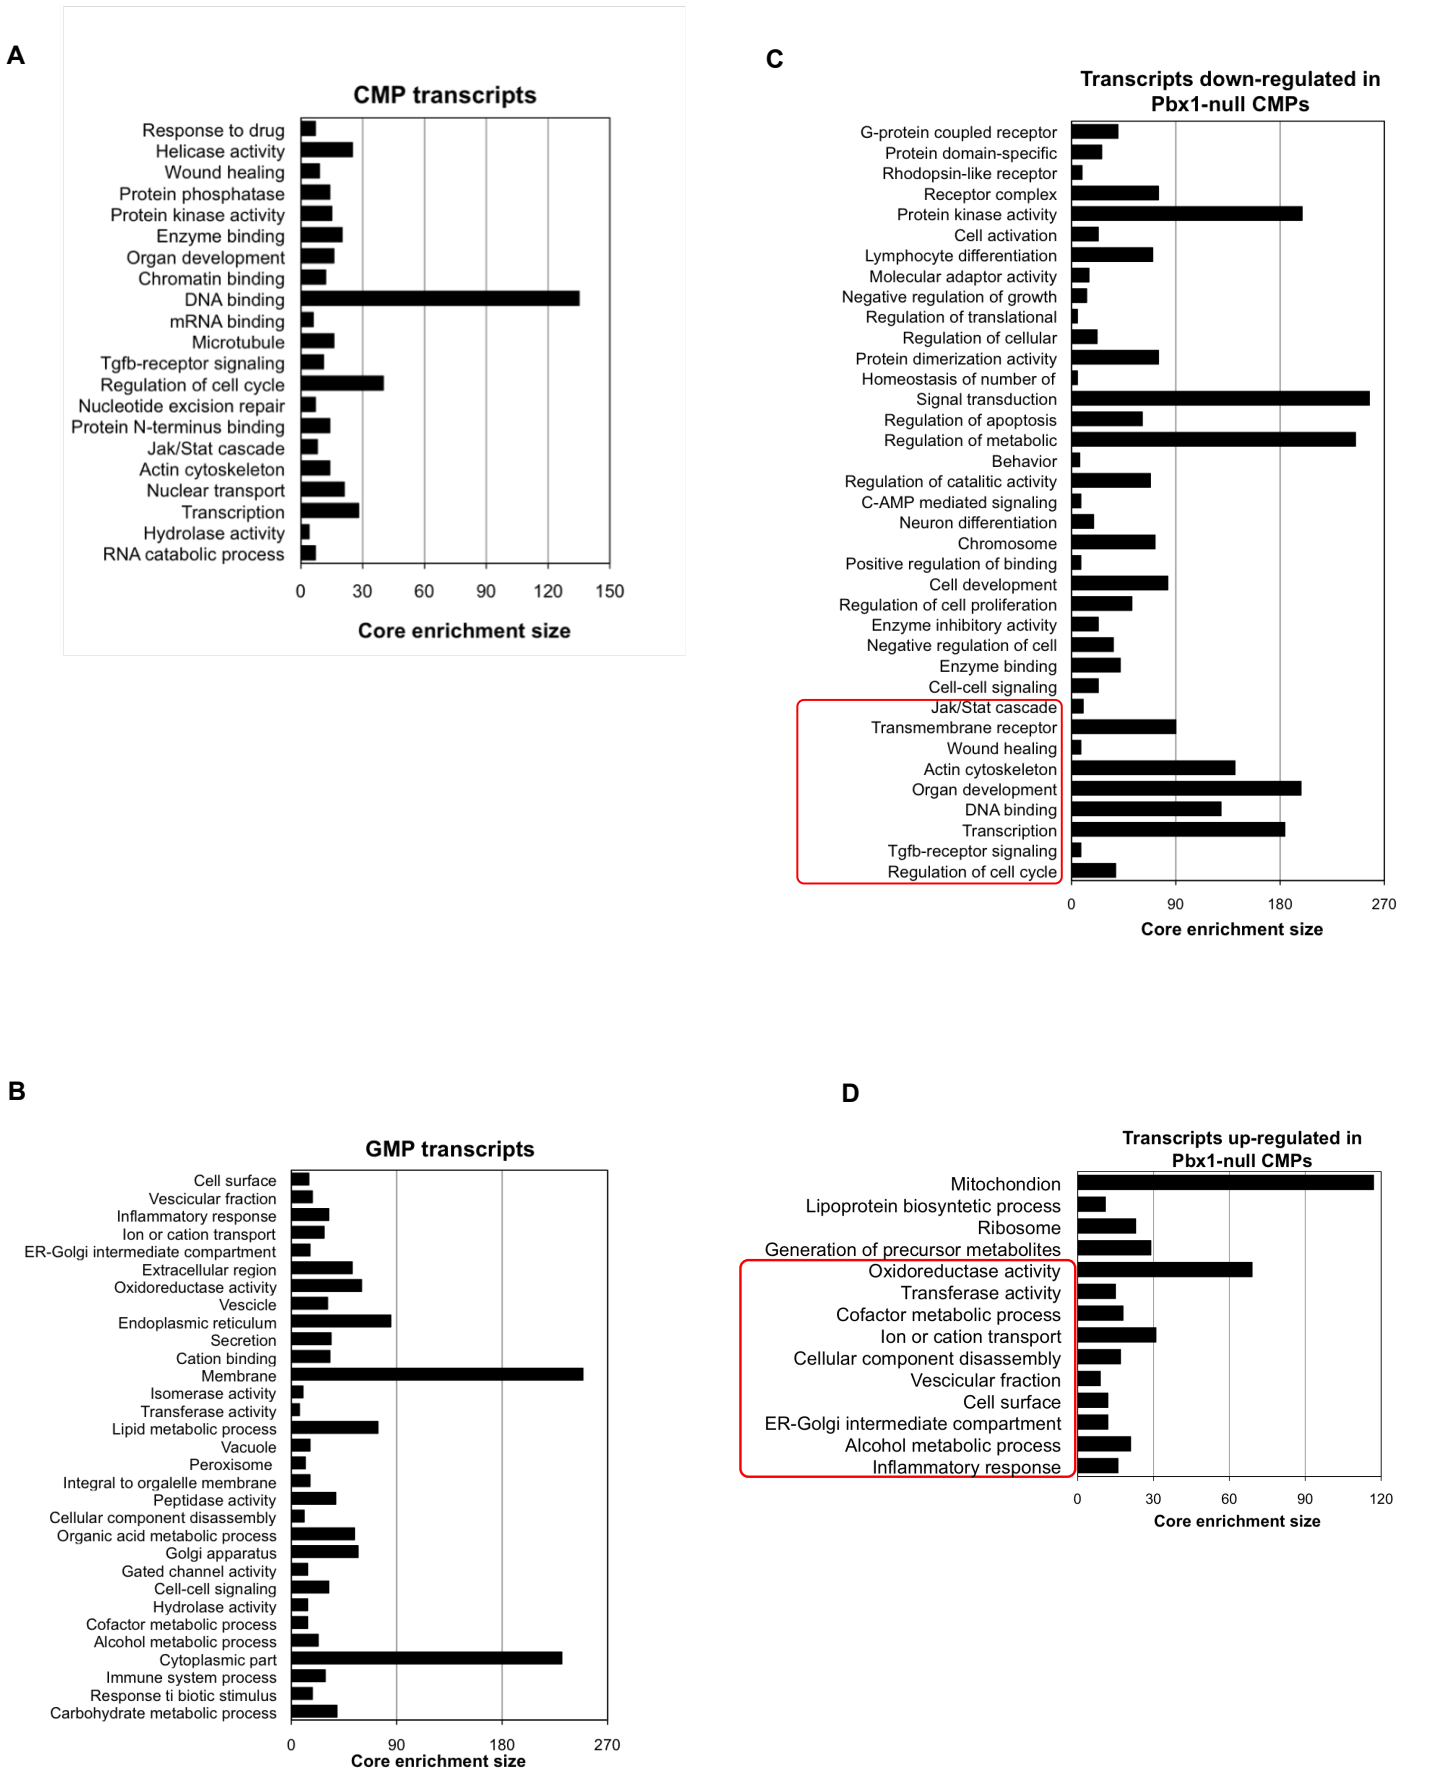 A
CMP transcripts
Response to drug
Helicase activity
Wound healing
Protein phosphatase
Protein kinase activity
Enzyme binding
Organ development
Chromatin binding
DNA binding
mRNA binding
Microtubule
Tgfb-receptor signaling
Regulation of cell cycle
Nucleotide excision repair
Protein N-terminus binding
Jak/Stat cascade
Actin cytoskeleton
Nuclear transport
Transcription
Hydrolase activity
RNA catabolic process
0 30 60 90 120 150
Core enrichment size
C
Transcripts down-regulated in
Pbx1-null CMPs
G-protein coupled receptor
Protein domain-specific
Rhodopsin-like receptor
Receptor complex
Protein kinase activity
Cell activation
Lymphocyte differentiation
Molecular adaptor activity
Negative regulation of growth
Regulation of translational
Regulation of cellular
Protein dimerization activity
Homeostasis of number of
Signal transduction
Regulation of apoptosis
Regulation of metabolic
Behavior
Regulation of catalitic activity
C-AMP mediated signaling
Neuron differentiation
Chromosome
Positive regulation of binding
Cell development
Regulation of cell proliferation
Enzyme inhibitory activity
Negative regulation of cell
Enzyme binding
Cell-cell signaling
Jak/Stat cascade
Transmembrane receptor
Wound healing
Actin cytoskeleton
Organ development
DNA binding
Transcription
Tgfb-receptor signaling
Regulation of cell cycle
0 90 180 270
Core enrichment size
B
GMP transcripts
Cell surface
Vescicular fraction
Inflammatory response
Ion or cation transport
ER-Golgi intermediate compartment
Extracellular region
Oxidoreductase activity
Vescicle
Endoplasmic reticulum
Secretion
Cation binding
Membrane
Isomerase activity
Transferase activity
Lipid metabolic process
Vacuole
Peroxisome
Integral to orgalelle membrane
Peptidase activity
Cellular component disassembly
Organic acid metabolic process
Golgi apparatus
Gated channel activity
Cell-cell signaling
Hydrolase activity
Cofactor metabolic process
Alcohol metabolic process
Cytoplasmic part
Immune system process
Response ti biotic stimulus
Carbohydrate metabolic process
0 90 180 270
Core enrichment size
D
Transcripts up-regulated in
Pbx1-null CMPs
Mitochondion
Lipoprotein biosyntetic process
Ribosome
Generation of precursor metabolites
Oxidoreductase activity
Transferase activity
Cofactor metabolic process
Ion or cation transport
Cellular component disassembly
Vescicular fraction
Cell surface
ER-Golgi intermediate compartment
Alcohol metabolic process
Inflammatory response
0 30 60 90 120
Core enrichment size